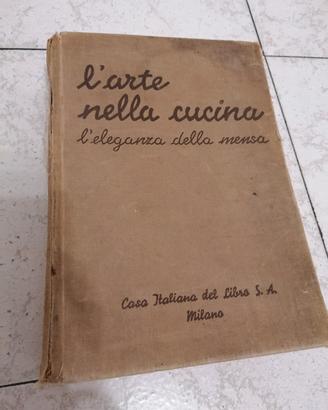 l'arte
nella cucina
l'eleganza della mensa
Casa Italiana del Libro S. A.
Milano